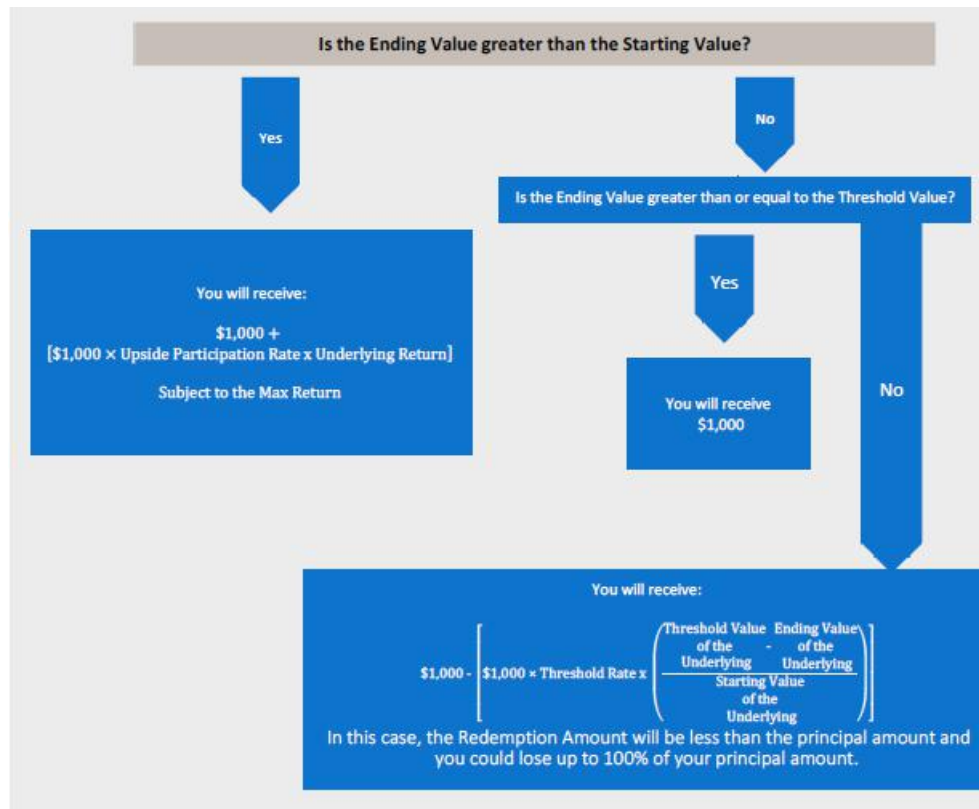 Is the Ending Value greater than the Starting Value?
Yes
No
Is the Ending Value greater than or equal to the Threshold Value?
You will receive:
$1,000 +
[$1,000 × Upside Participation Rate x Underlying Return]
Subject to the Max Return
Yes
No
You will receive
$1,000
You will receive:
Threshold Value Ending Value
of the - of the
Underlying Underlying
$1,000 - [$1,000 × Threshold Rate x
Starting Value
of the
Underlying
In this case, the Redemption Amount will be less than the principal amount and
you could lose up to 100% of your principal amount.